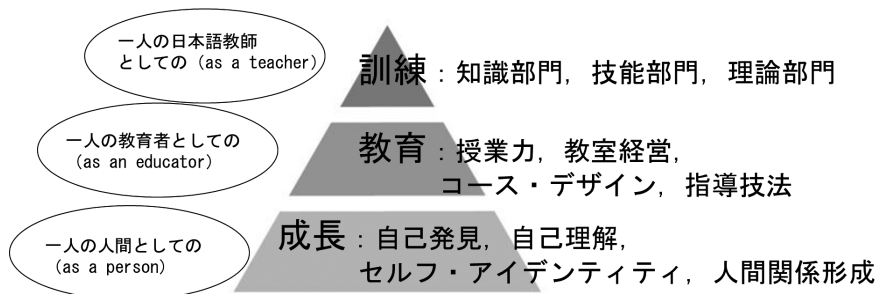 一人の日本語教師
としての (as a teacher)
訓練：知識部門，技能部門，理論部門
一人の教育者としての
(as an educator)
教育：授業力，教室経営，
コース・デザイン，指導技法
一人の人間としての
(as a person)
成長：自己発見，自己理解，
セルフ・アイデンティティ，人間関係形成